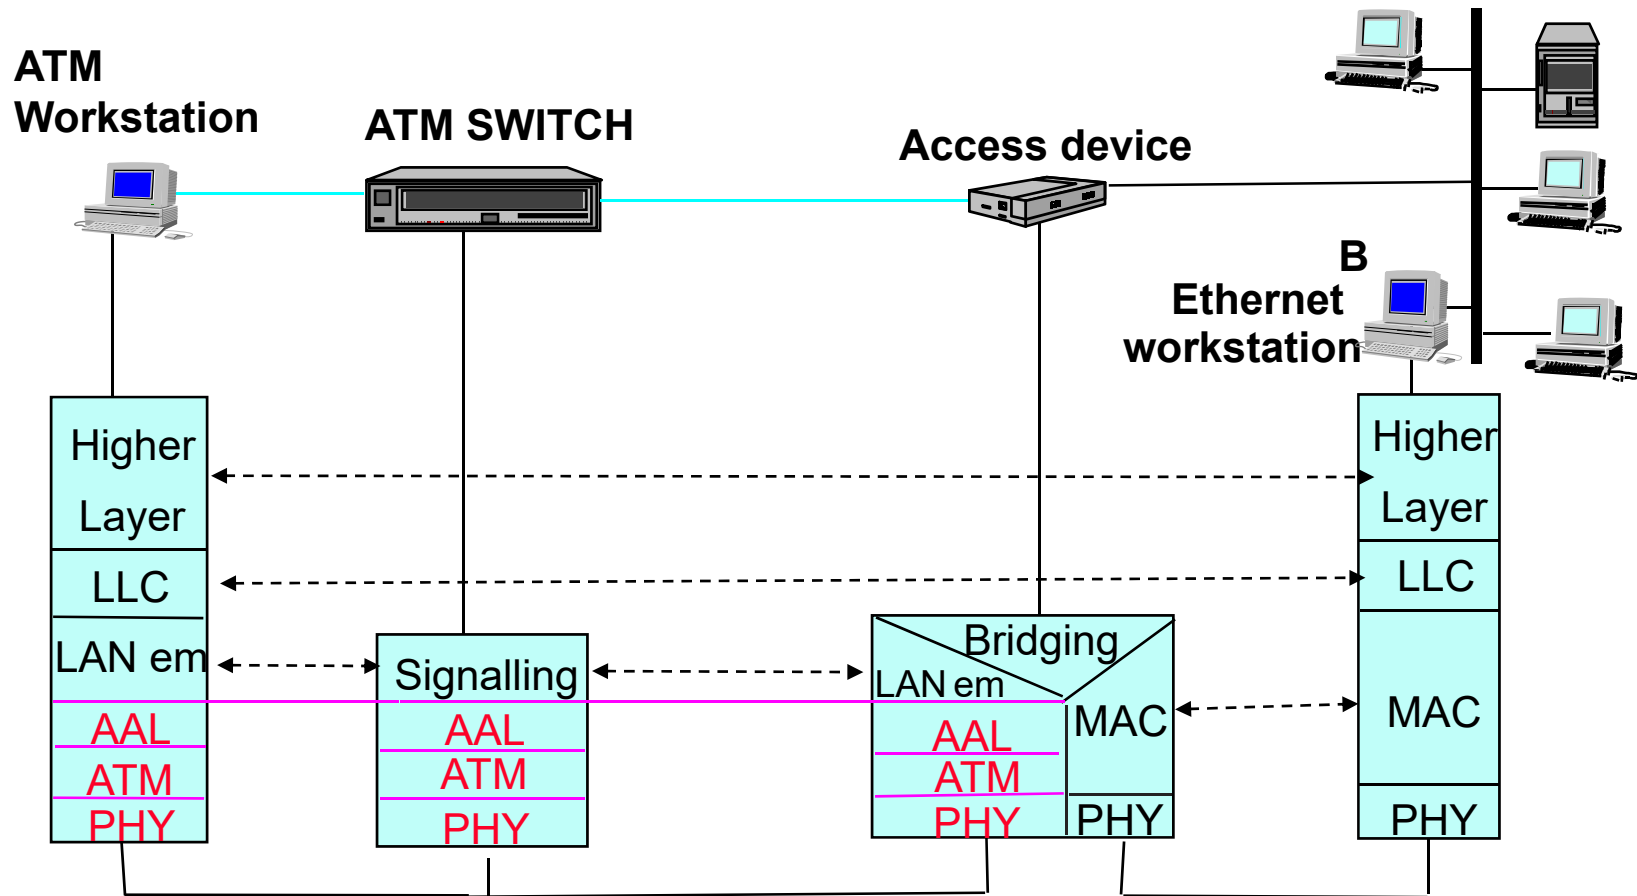 ATM
Workstation
ATM SWITCH
Access device
B
Ethernet
workstation
Higher
Layer
LLC
LAN em
AAL
ATM
PHY
Signalling
AAL
ATM
PHY
Bridging
LAN em
MAC
AAL
ATM
PHY
PHY
Higher
Layer
LLC
MAC
PHY